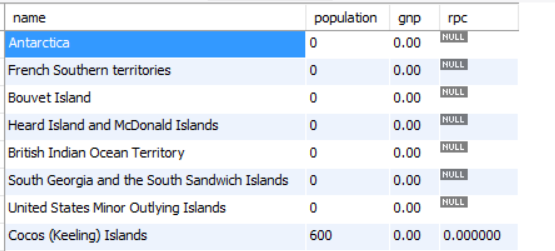 name population gnp rpc
Antarctica 0 0.00 NULL
French Southern territories 0 0.00 NULL
Bouvet Island 0 0.00 NULL
Heard Island and McDonald Islands 0 0.00 NULL
British Indian Ocean Territory 0 0.00 NULL
South Georgia and the South Sandwich Islands 0 0.00 NULL
United States Minor Outlying Islands 0 0.00 NULL
Cocos (Keeling) Islands 600 0.00 0.000000